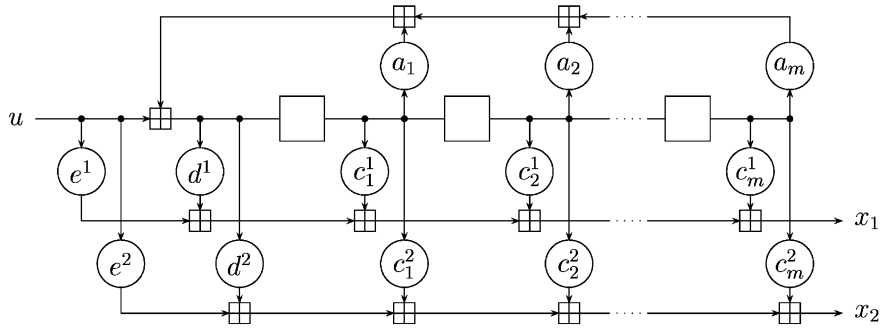 a₁ a₂ aₘ
u
e¹ d¹ c₁¹ c₂¹ cₘ¹
x₁
e² d² c₁² c₂² cₘ²
x₂